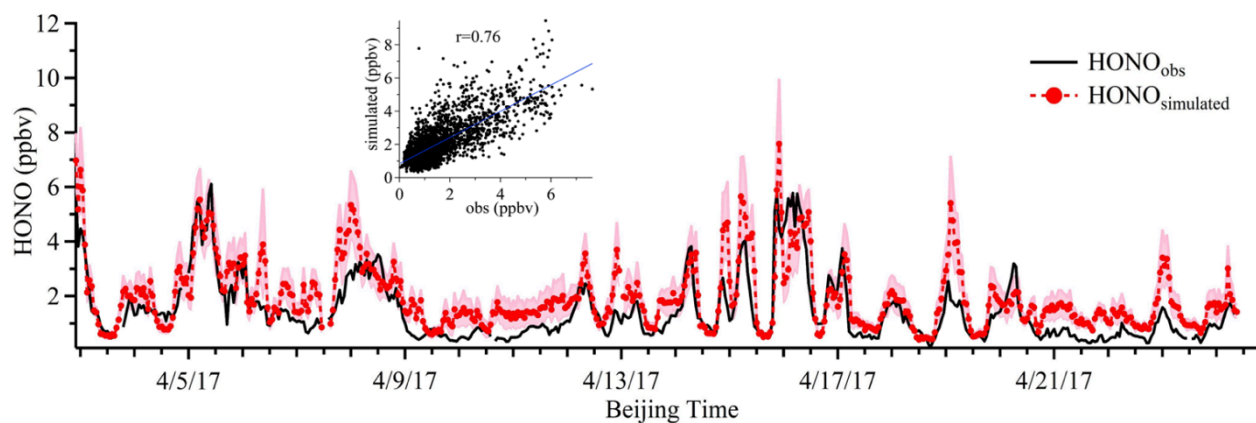 12
10
8
6
4
2
HONO (ppbv)
8
6
4
2
0
simulated (ppbv)
r=0.76
0 2 4 6
obs (ppbv)
HONOobs
HONOsimulated
4/5/17 4/9/17 4/13/17 4/17/17 4/21/17
Beijing Time